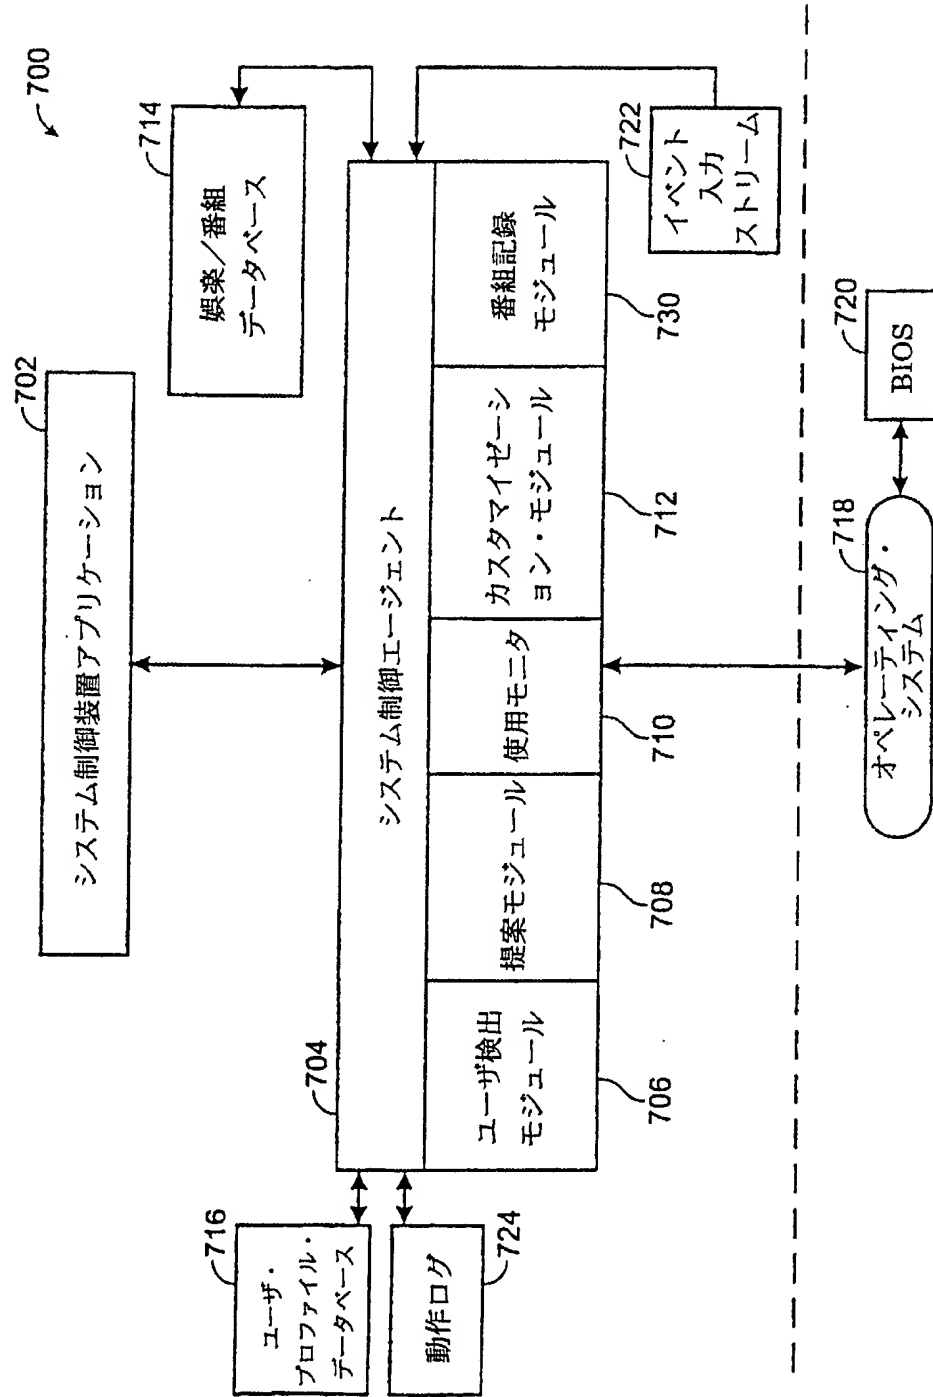 700
702
システム制御装置アプリケーション
714
娯楽／番組
データベース
716
ユーザ・
プロファイル・
データベース
704
システム制御エージェント
724
動作ログ
ユーザ検出
モジュール
706
提案モジュール
708
使用モニタ
710
カスタマイゼーシ
ョン・モジュール
712
番組記録
モジュール
730
722
イベント
入力
ストリーム
718
オペレーティング・
システム
720
BIOS